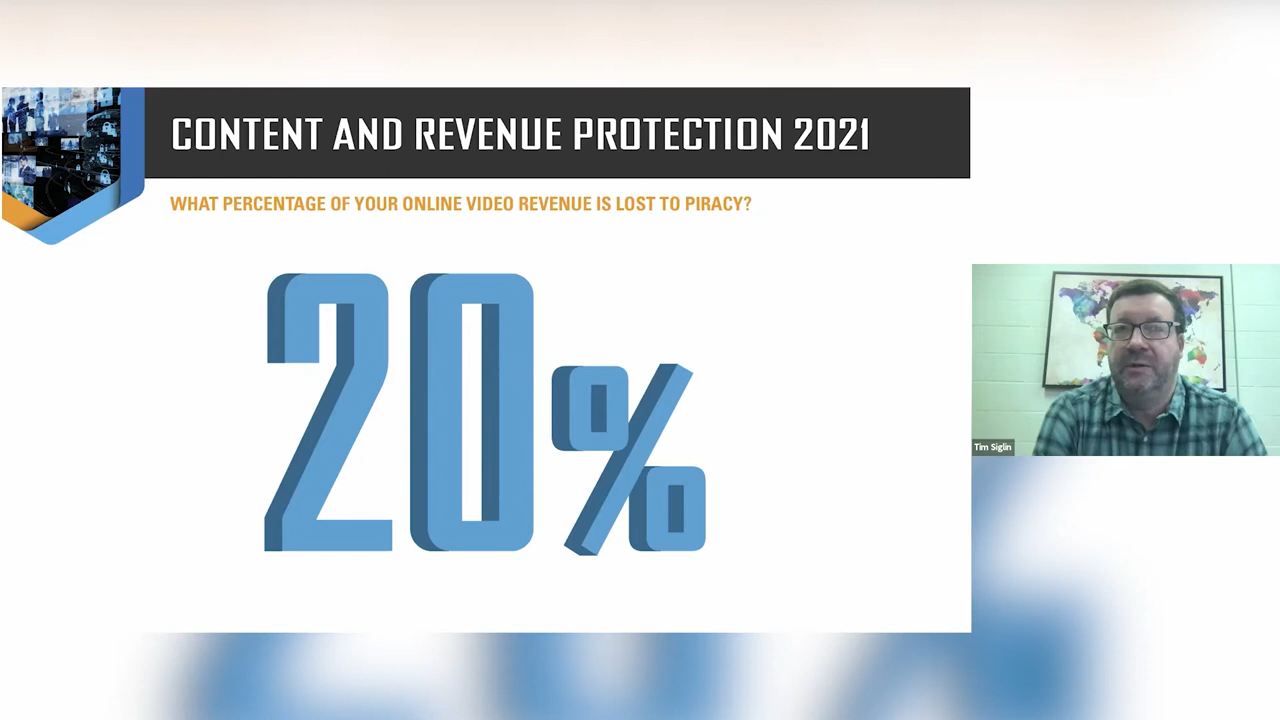 CONTENT AND REVENUE PROTECTION 2021
WHAT PERCENTAGE OF YOUR ONLINE VIDEO REVENUE IS LOST TO PIRACY?
20%
Tim Siglin